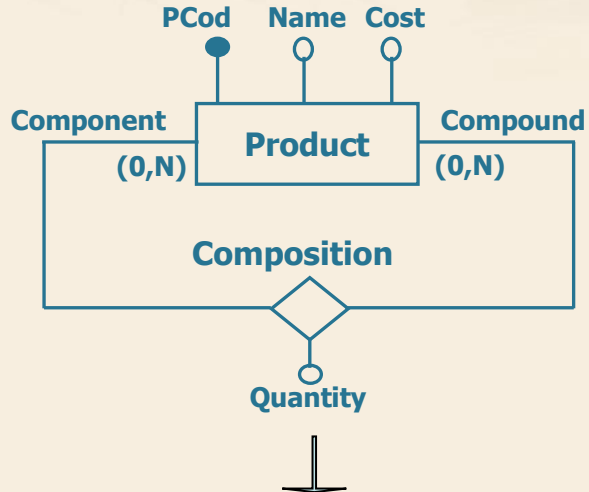 PCod Name Cost
Component Compound
Product
(0,N) (0,N)
Composition
Quantity